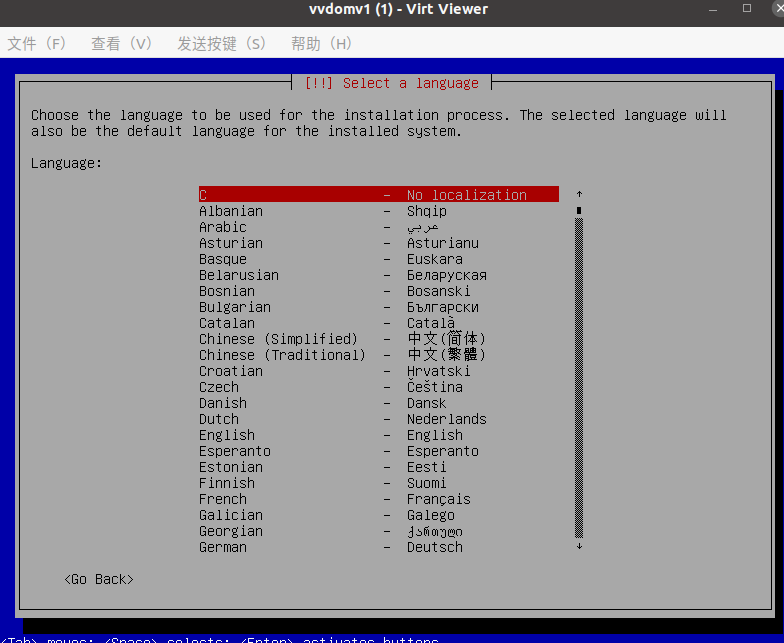 vvdomv1 (1) - Virt Viewer
文件（F） 查看（V） 发送按键（S） 帮助（H）
[!!] Select a language
Choose the language to be used for the installation process. The selected language will
also be the default language for the installed system.
Language:
C - No localization ↑
Albanian - Shqip
Arabic - عربي
Asturian - Asturianu
Basque - Euskara
Belarusian - Беларуская
Bosnian - Bosanski
Bulgarian - Български
Catalan - Català
Chinese (Simplified) - 中文(简体)
Chinese (Traditional) - 中文(繁體)
Croatian - Hrvatski
Czech - Čeština
Danish - Dansk
Dutch - Nederlands
English - English
Esperanto - Esperanto
Estonian - Eesti
Finnish - Suomi
French - Français
Galician - Galego
Georgian - ქართული
German - Deutsch ↓
<Go Back>
<Tab> moves; <Space> selects; <Enter> activates buttons